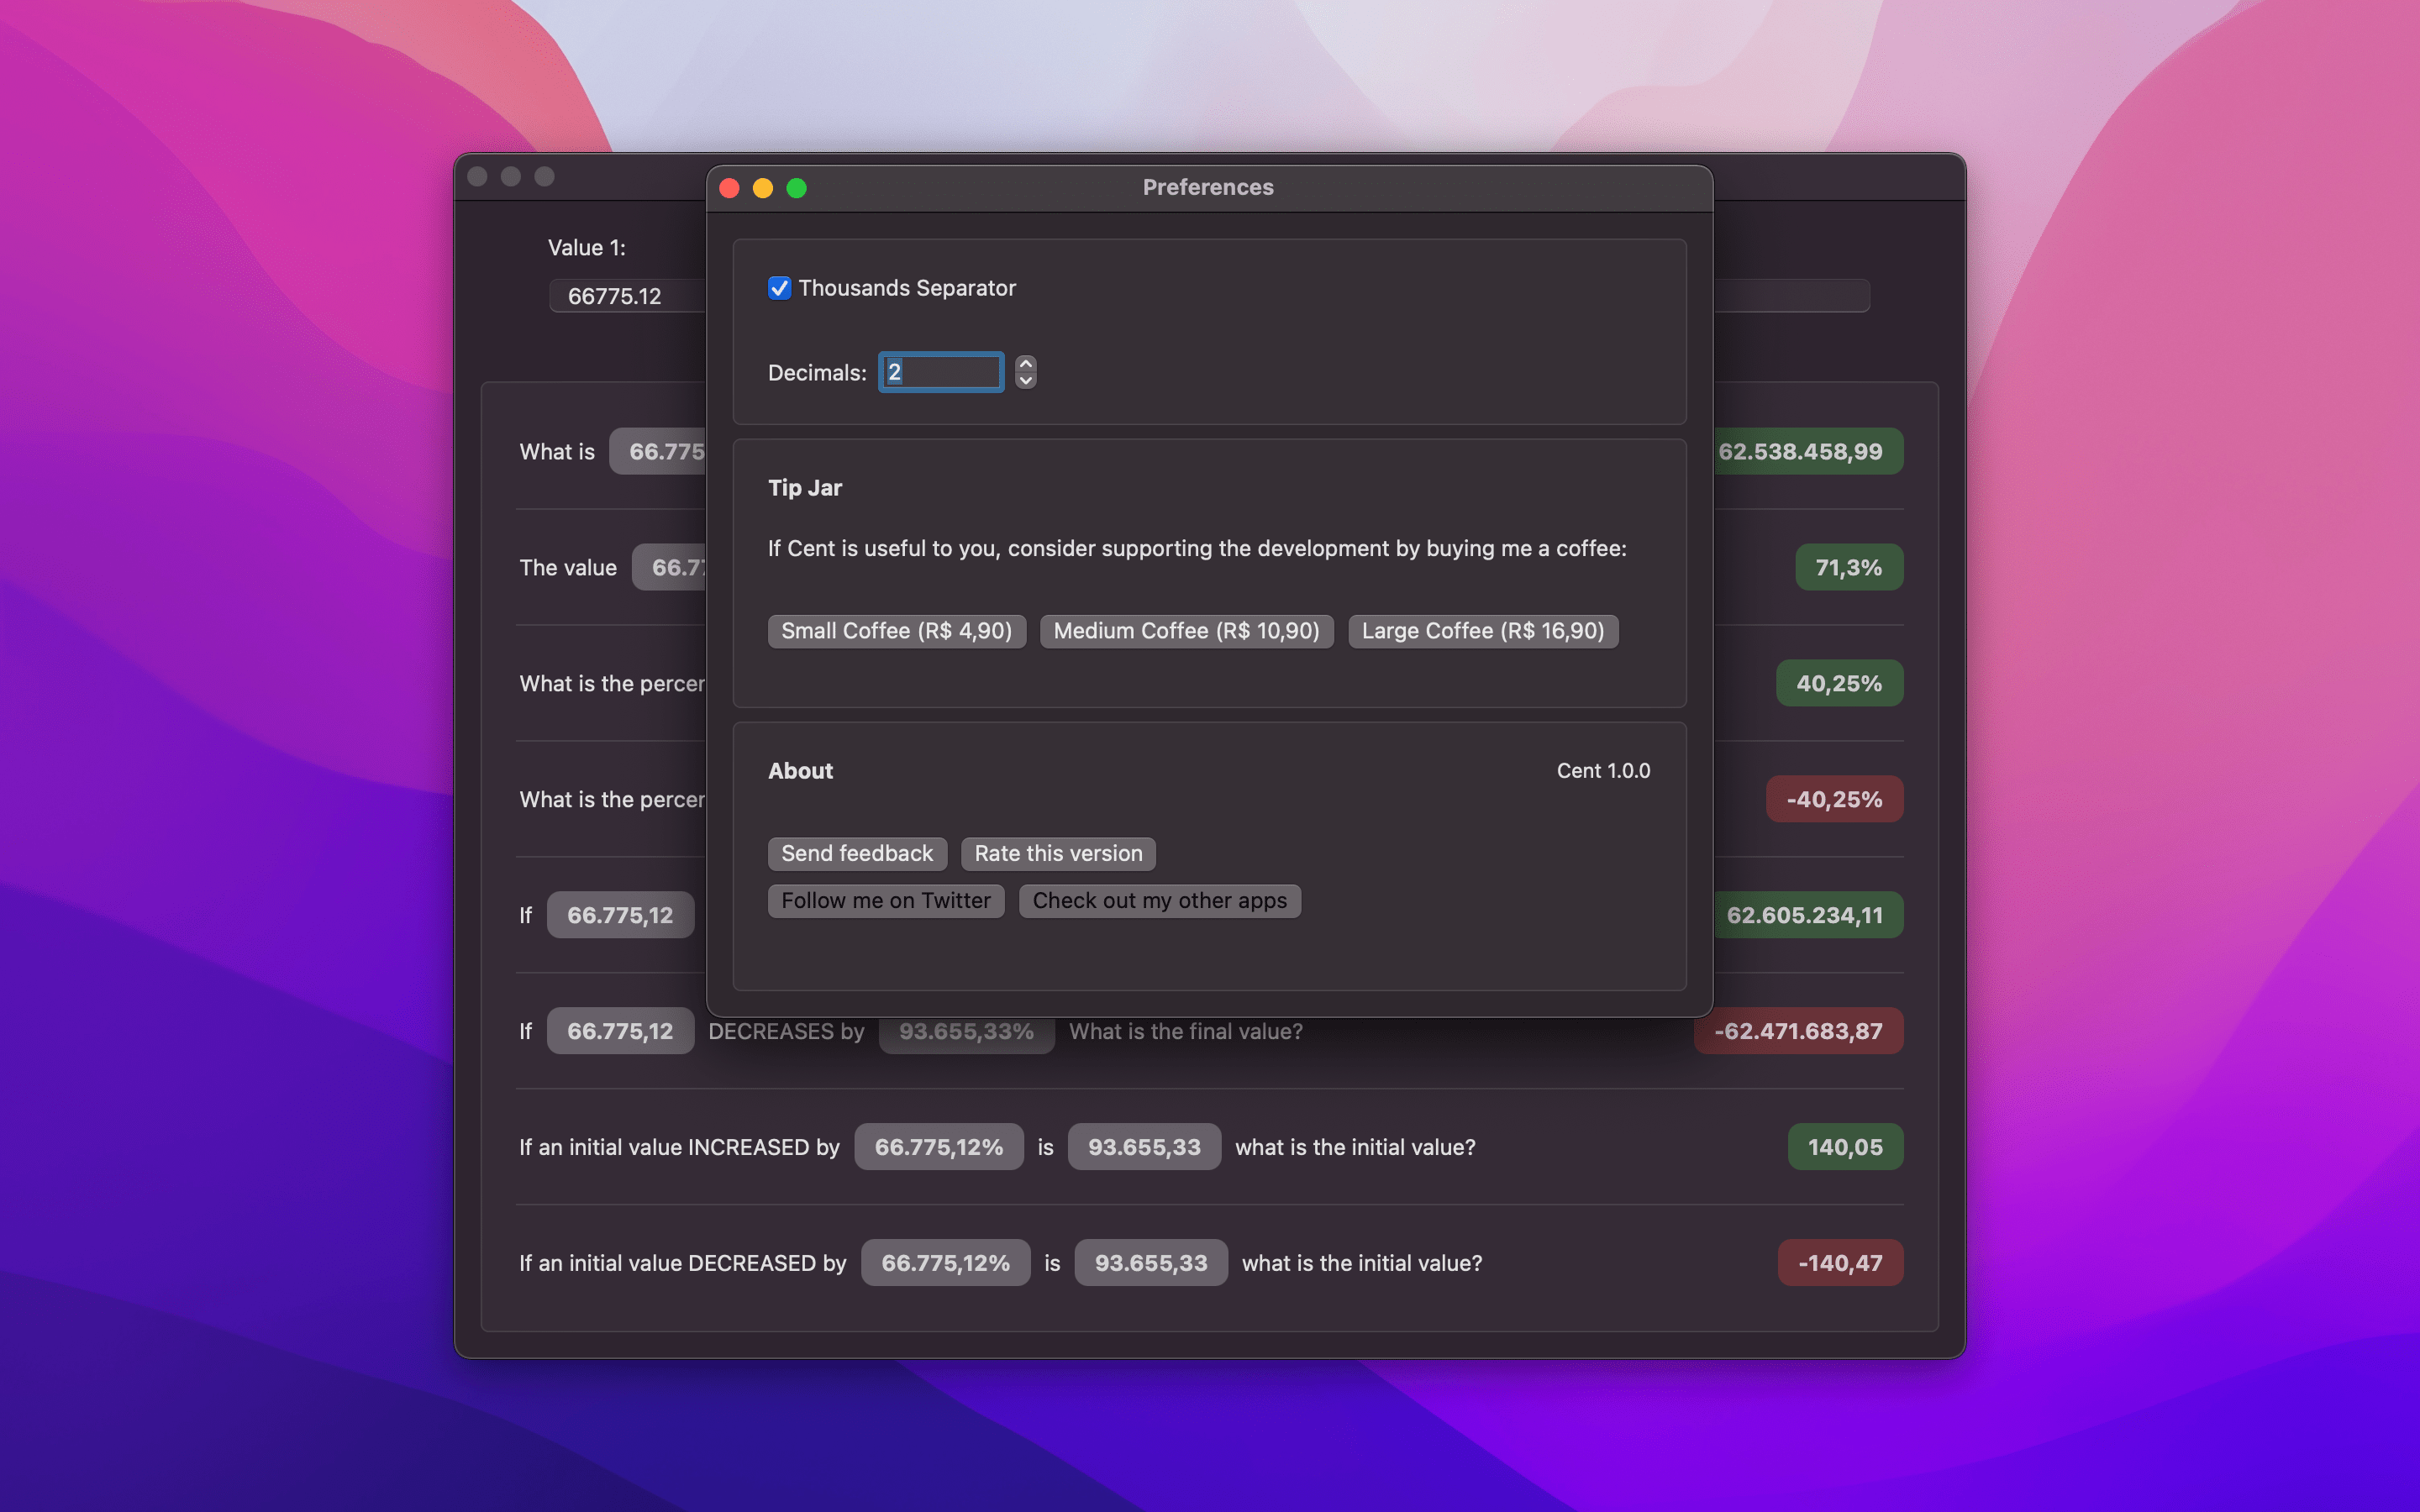 Preferences
Value 1:
66775.12
Thousands Separator
Decimals: 2
What is 66.775 62.538.458,99
Tip Jar
If Cent is useful to you, consider supporting the development by buying me a coffee:
The value 66.77 71,3%
Small Coffee (R$ 4,90) Medium Coffee (R$ 10,90) Large Coffee (R$ 16,90)
What is the percen 40,25%
About Cent 1.0.0
What is the percen -40,25%
Send feedback Rate this version
Follow me on Twitter Check out my other apps
If 66.775,12 62.605.234,11
If 66.775,12 DECREASES by 93.655,33% What is the final value? -62.471.683,87
If an initial value INCREASED by 66.775,12% is 93.655,33 what is the initial value? 140,05
If an initial value DECREASED by 66.775,12% is 93.655,33 what is the initial value? -140,47